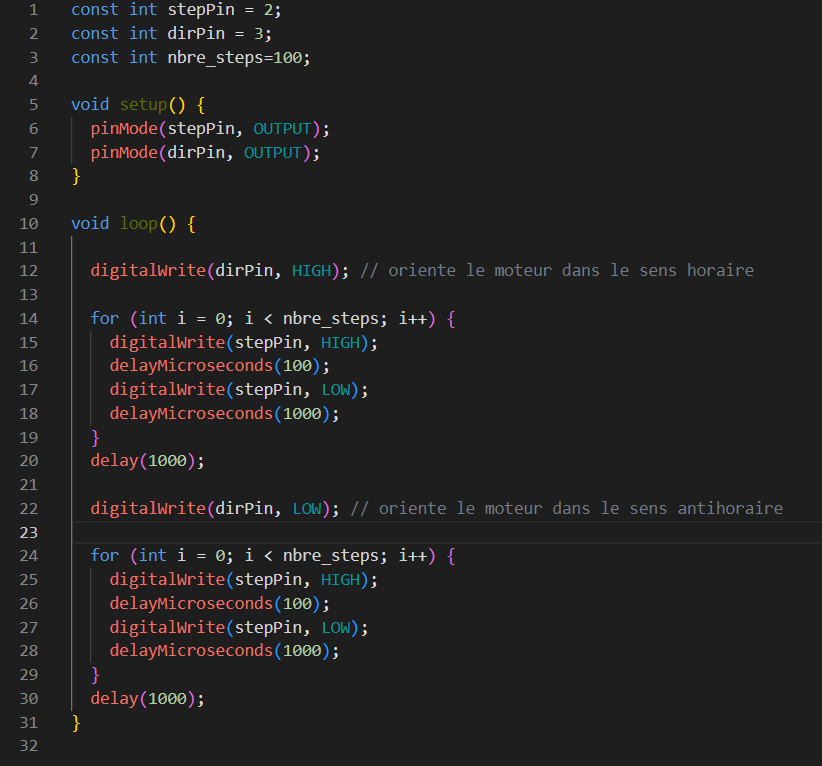 1 const int stepPin = 2;
2 const int dirPin = 3;
3 const int nbre_steps=100;
4
5 void setup() {
6   pinMode(stepPin, OUTPUT);
7   pinMode(dirPin, OUTPUT);
8 }
9
10 void loop() {
11
12   digitalWrite(dirPin, HIGH); // oriente le moteur dans le sens horaire
13
14   for (int i = 0; i < nbre_steps; i++) {
15     digitalWrite(stepPin, HIGH);
16     delayMicroseconds(100);
17     digitalWrite(stepPin, LOW);
18     delayMicroseconds(1000);
19   }
20   delay(1000);
21
22   digitalWrite(dirPin, LOW); // oriente le moteur dans le sens antihoraire
23
24   for (int i = 0; i < nbre_steps; i++) {
25     digitalWrite(stepPin, HIGH);
26     delayMicroseconds(100);
27     digitalWrite(stepPin, LOW);
28     delayMicroseconds(1000);
29   }
30   delay(1000);
31 }
32